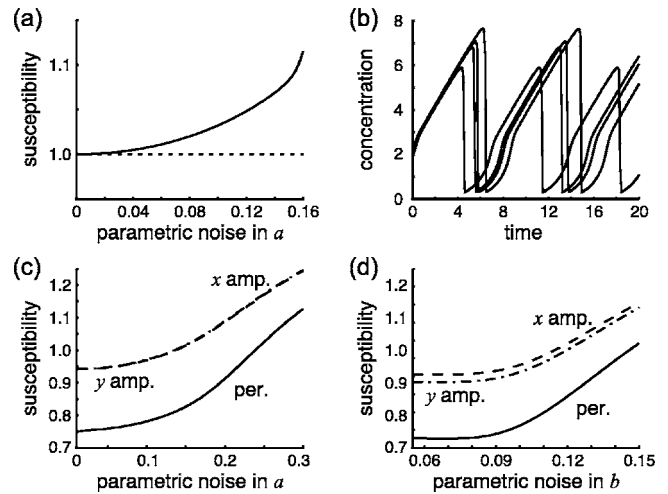 (a)
susceptibility
1.1
1.0
0
0.04
0.08
0.12
0.16
parametric noise in a
(b)
concentration
8
6
4
2
0
0
4
8
12
16
20
time
(c)
susceptibility
1.2
1.1
1.0
0.9
0.8
0.7
x amp.
y amp.
per.
0
0.1
0.2
0.3
parametric noise in a
(d)
susceptibility
1.2
1.1
1.0
0.9
0.8
0.7
x amp.
y amp.
per.
0.06
0.09
0.12
0.15
parametric noise in b